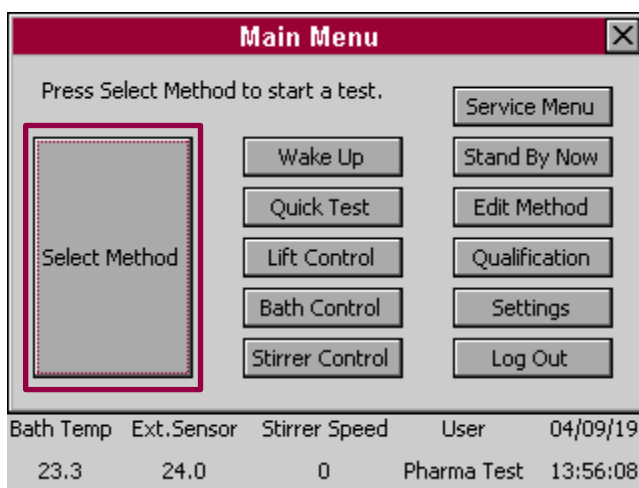 Main Menu
Press Select Method to start a test.
Select Method
Wake Up
Quick Test
Lift Control
Bath Control
Stirrer Control
Service Menu
Stand By Now
Edit Method
Qualification
Settings
Log Out
Bath Temp Ext.Sensor Stirrer Speed User 04/09/19
23.3 24.0 0 Pharma Test 13:56:08